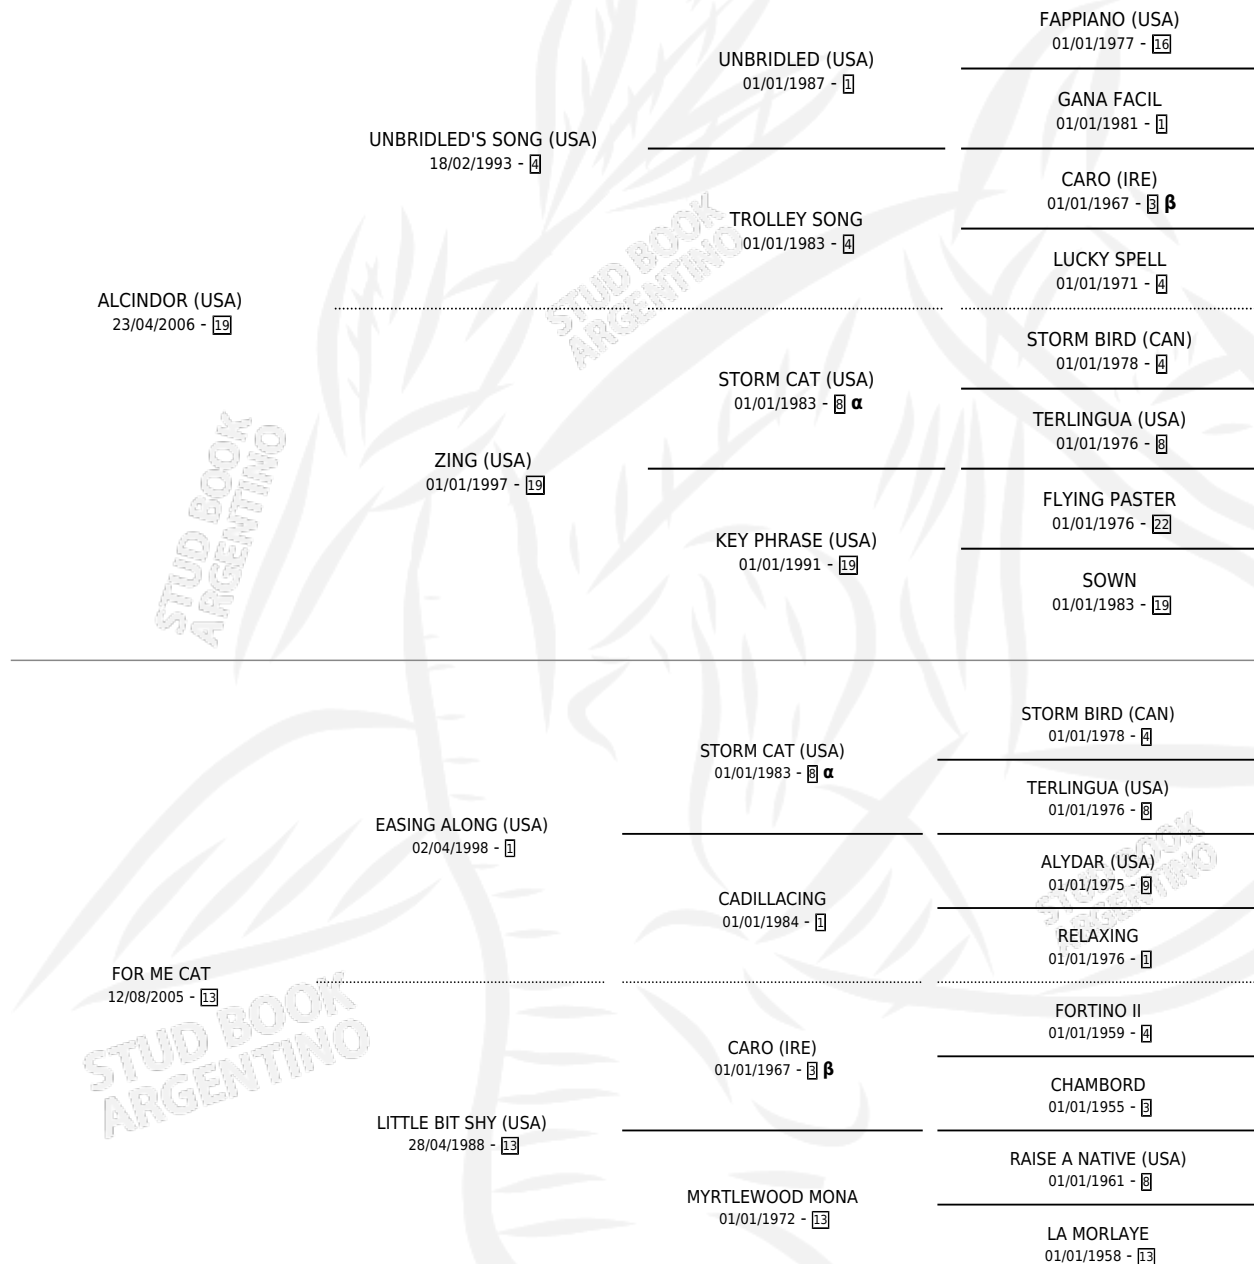 FAPPIANO (USA)
01/01/1977 - 16
UNBRIDLED (USA)
01/01/1987 - 1
GANA FACIL
01/01/1981 - 1
UNBRIDLED'S SONG (USA)
18/02/1993 - 4
CARO (IRE)
01/01/1967 - 3 β
TROLLEY SONG
01/01/1983 - 4
LUCKY SPELL
01/01/1971 - 4
ALCINDOR (USA)
23/04/2006 - 19
STORM BIRD (CAN)
01/01/1978 - 4
STORM CAT (USA)
01/01/1983 - 8 α
TERLINGUA (USA)
01/01/1976 - 8
ZING (USA)
01/01/1997 - 19
FLYING PASTER
01/01/1976 - 22
KEY PHRASE (USA)
01/01/1991 - 19
SOWN
01/01/1983 - 19
STORM BIRD (CAN)
01/01/1978 - 4
STORM CAT (USA)
01/01/1983 - 8 α
TERLINGUA (USA)
01/01/1976 - 8
EASING ALONG (USA)
02/04/1998 - 1
ALYDAR (USA)
01/01/1975 - 9
CADILLACING
01/01/1984 - 1
RELAXING
01/01/1976 - 1
FOR ME CAT
12/08/2005 - 13
FORTINO II
01/01/1959 - 4
CARO (IRE)
01/01/1967 - 3 β
CHAMBORD
01/01/1955 - 3
LITTLE BIT SHY (USA)
28/04/1988 - 13
RAISE A NATIVE (USA)
01/01/1961 - 8
MYRTLEWOOD MONA
01/01/1972 - 13
LA MORLAYE
01/01/1958 - 13
STUD BOOK
ARGENTINO
STUD BOOK
ARGENTINO
STUD BOOK
ARGENTINO
STUD BOOK
ARGENTINO